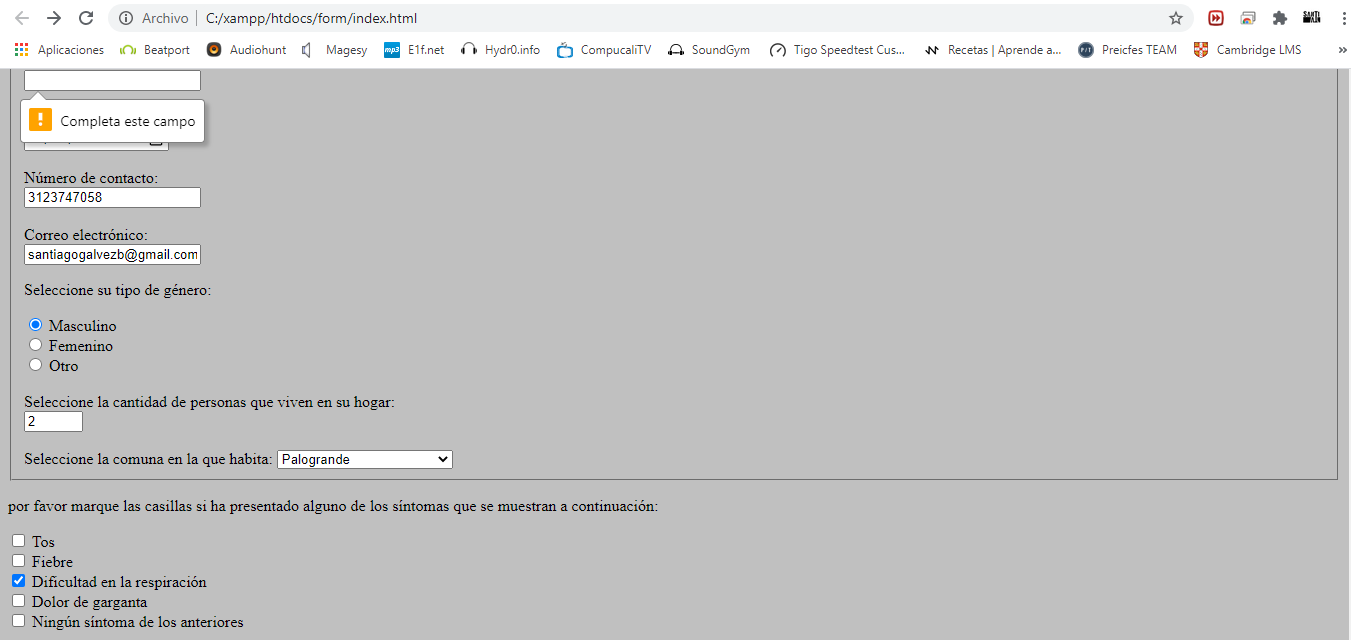 Archivo C:/xampp/htdocs/form/index.html
Aplicaciones Beatport Audiohunt Magesy mp3 E1f.net Hydr0.info CompucaliTV SoundGym Tigo Speedtest Cus... Recetas | Aprende a... Preicfes TEAM Cambridge LMS »
Completa este campo
Número de contacto:
3123747058
Correo electrónico:
santiagogalvezb@gmail.com
Seleccione su tipo de género:
Masculino
Femenino
Otro
Seleccione la cantidad de personas que viven en su hogar:
2
Seleccione la comuna en la que habita: Palogrande
por favor marque las casillas si ha presentado alguno de los síntomas que se muestran a continuación:
Tos
Fiebre
Dificultad en la respiración
Dolor de garganta
Ningún síntoma de los anteriores